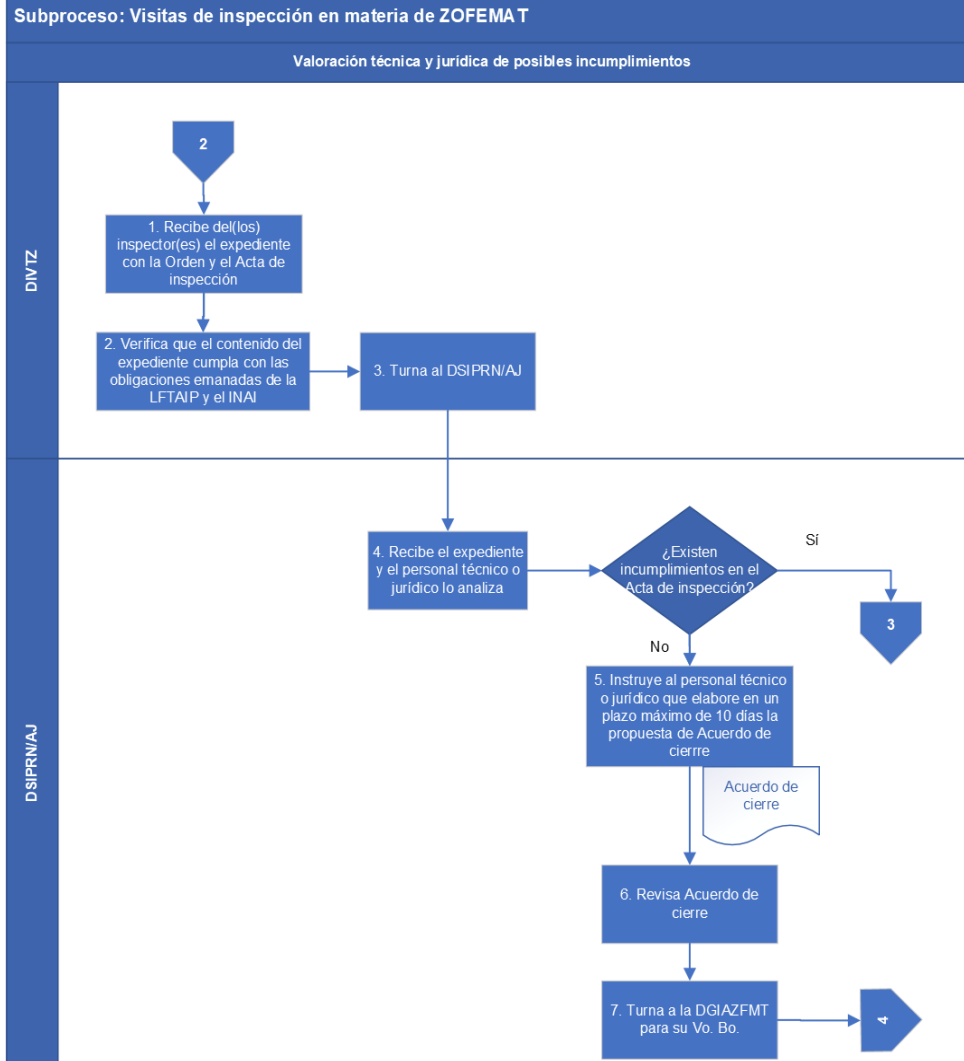 Subproceso: Visitas de inspección en materia de ZOFEMAT
Valoración técnica y jurídica de posibles incumplimientos
DIVTZ
2
1. Recibe del(los)
inspector(es) el expediente
con la Orden y el Acta de
inspección
2. Verifica que el contenido del
expediente cumpla con las
obligaciones emanadas de la
LFTAIP y el INAI
3. Turna al DSIPRN/AJ
DSIPRN/AJ
4. Recibe el expediente
y el personal técnico o
jurídico lo analiza
¿Existen
incumplimientos en el
Acta de inspección?
Sí
3
No
5. Instruye al personal técnico
o jurídico que elabore en un
plazo máximo de 10 días la
propuesta de Acuerdo de
cierrre
Acuerdo de
cierre
6. Revisa Acuerdo de
cierre
7. Turna a la DGIAZFMT
para su Vo. Bo.
4